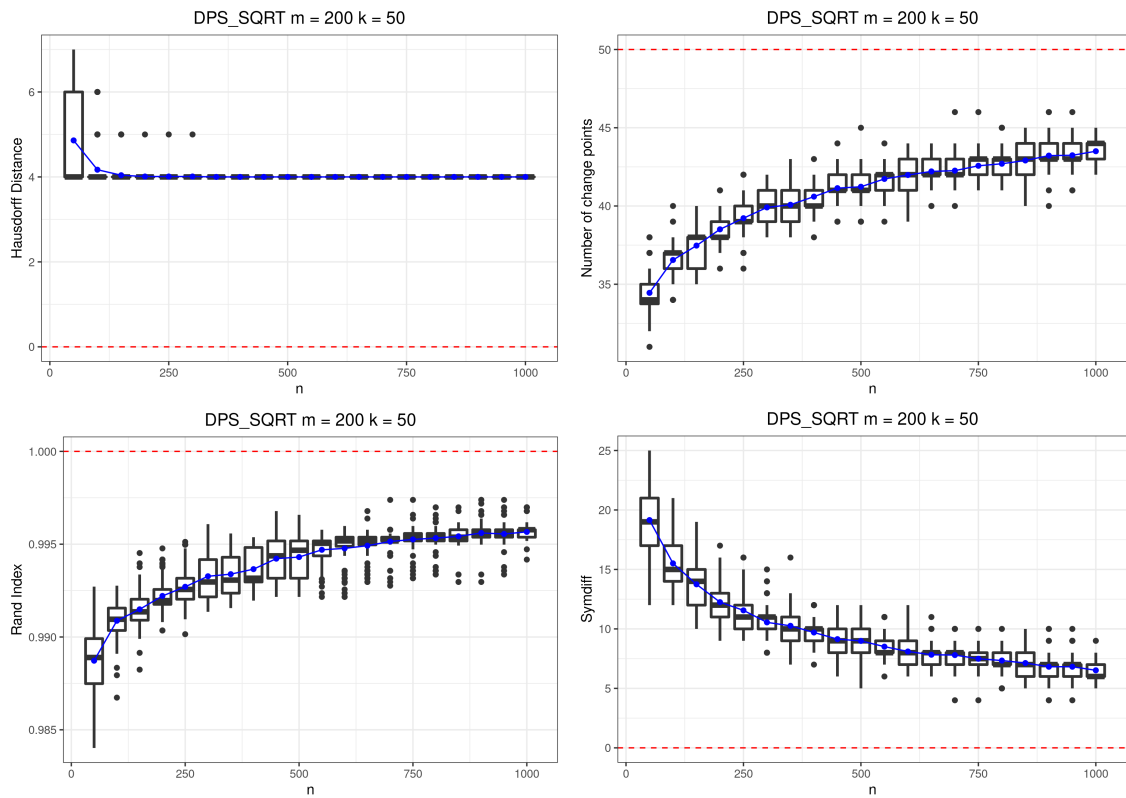 DPS_SQRT m = 200 k = 50
Hausdorff Distance
6
4
2
0
0 250 500 750 1000
n
DPS_SQRT m = 200 k = 50
Number of change points
50
45
40
35
0 250 500 750 1000
n
DPS_SQRT m = 200 k = 50
Rand Index
1.000
0.995
0.990
0.985
0 250 500 750 1000
n
DPS_SQRT m = 200 k = 50
Symdiff
25
20
15
10
5
0
0 250 500 750 1000
n